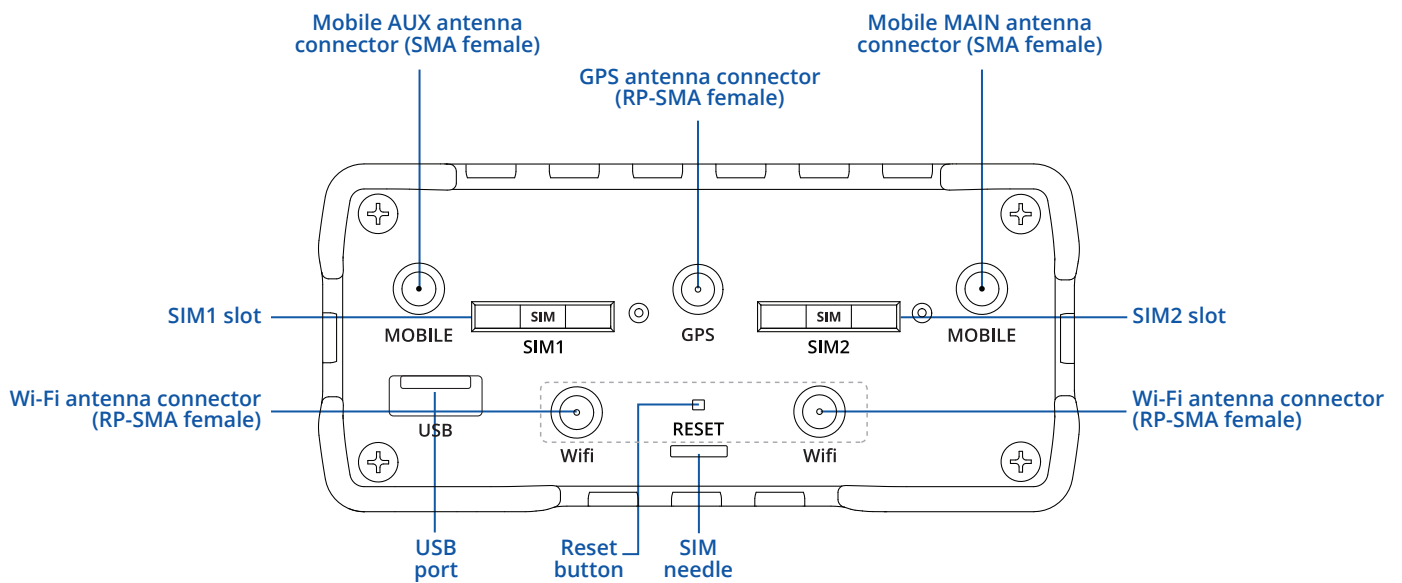 Mobile AUX antenna
connector (SMA female)
Mobile MAIN antenna
connector (SMA female)
GPS antenna connector
(RP-SMA female)
SIM1 slot
MOBILE
SIM
SIM1
GPS
SIM
SIM2
MOBILE
SIM2 slot
Wi-Fi antenna connector
(RP-SMA female)
USB
Wifi
RESET
Wifi
Wi-Fi antenna connector
(RP-SMA female)
USB
port
Reset
button
SIM
needle